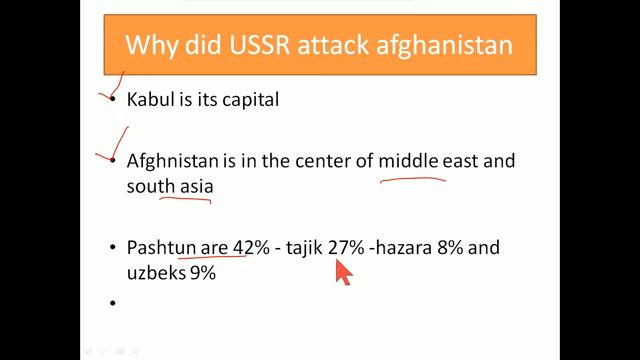 Why did USSR attack afghanistan
• Kabul is its capital
• Afghnistan is in the center of middle east and
south asia
• Pashtun are 42% - tajik 27% -hazara 8% and
uzbeks 9%
•